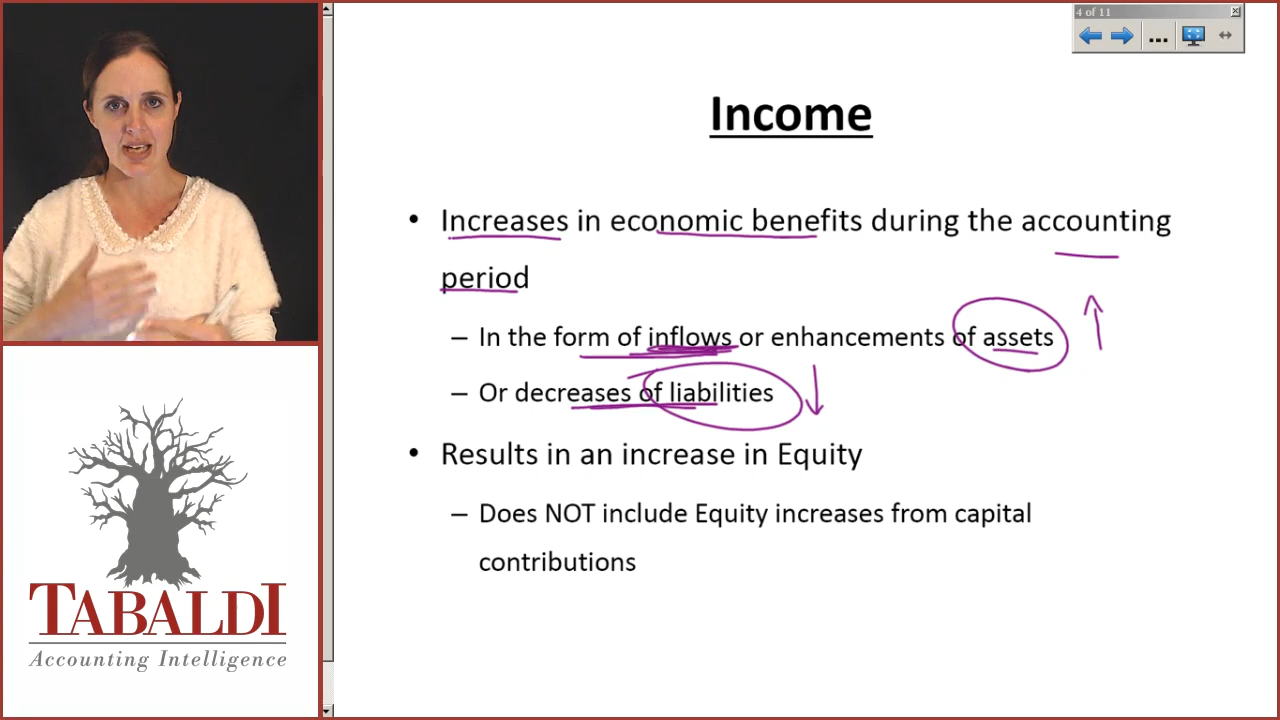 4 of 11
Income
• Increases in economic benefits during the accounting
period
– In the form of inflows or enhancements of assets
– Or decreases of liabilities
• Results in an increase in Equity
– Does NOT include Equity increases from capital
contributions
TABALDI
Accounting Intelligence